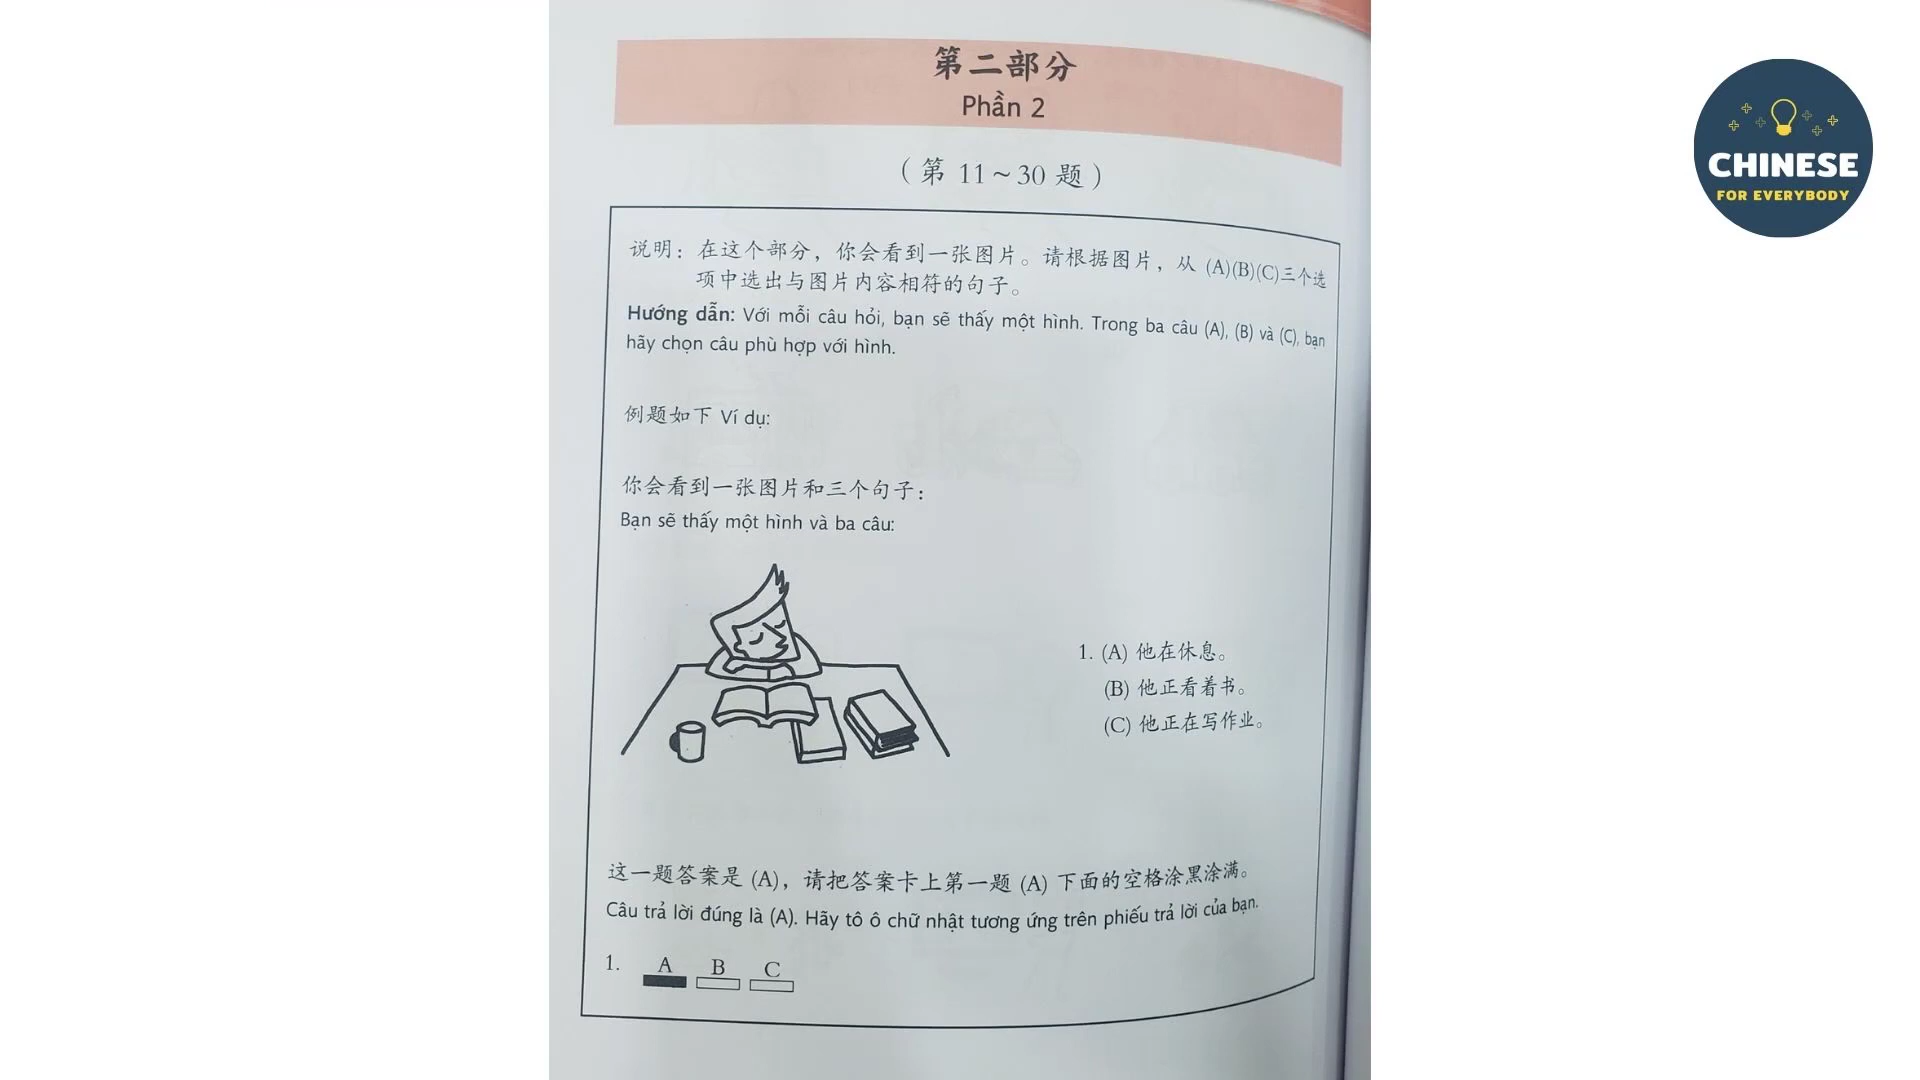 第二部分
Phần 2
（第 11～30 题）
说明：在这个部分，你会看到一张图片。请根据图片，从 (A)(B)(C)三个选
项中选出与图片内容相符的句子。
Hướng dẫn: Với mỗi câu hỏi, bạn sẽ thấy một hình. Trong ba câu (A), (B) và (C), bạn
hãy chọn câu phù hợp với hình.
例题如下 Ví dụ:
你会看到一张图片和三个句子：
Bạn sẽ thấy một hình và ba câu:
1. (A) 他在休息。
(B) 他正看着书。
(C) 他正在写作业。
这一题答案是 (A)，请把答案卡上第一题 (A) 下面的空格涂黑涂满。
Câu trả lời đúng là (A). Hãy tô ô chữ nhật tương ứng trên phiếu trả lời của bạn.
1. A B C
CHINESE
FOR EVERYBODY